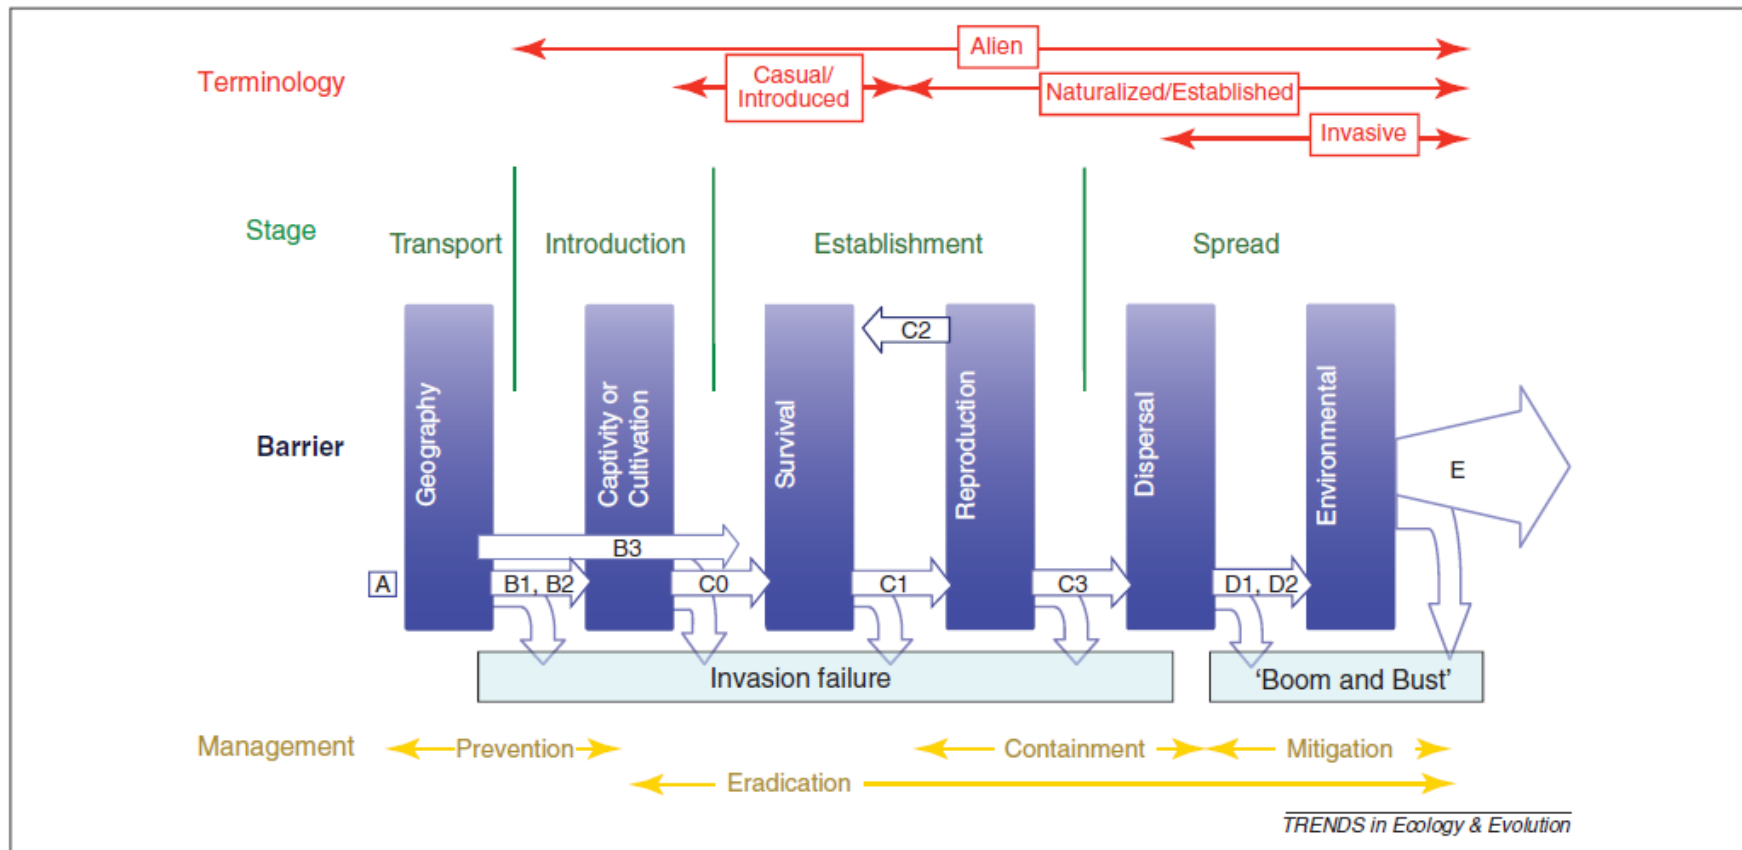 Alien
Terminology
Casual/
Introduced
Naturalized/Established
Invasive
Stage
Transport
Introduction
Establishment
Spread
Barrier
Geography
Captivity or
Cultivation
Survival
Reproduction
Dispersal
Environmental
C2
E
B3
A
B1, B2
C0
C1
C3
D1, D2
Invasion failure
‘Boom and Bust’
Management
Prevention
Containment
Mitigation
Eradication
TRENDS in Ecology & Evolution